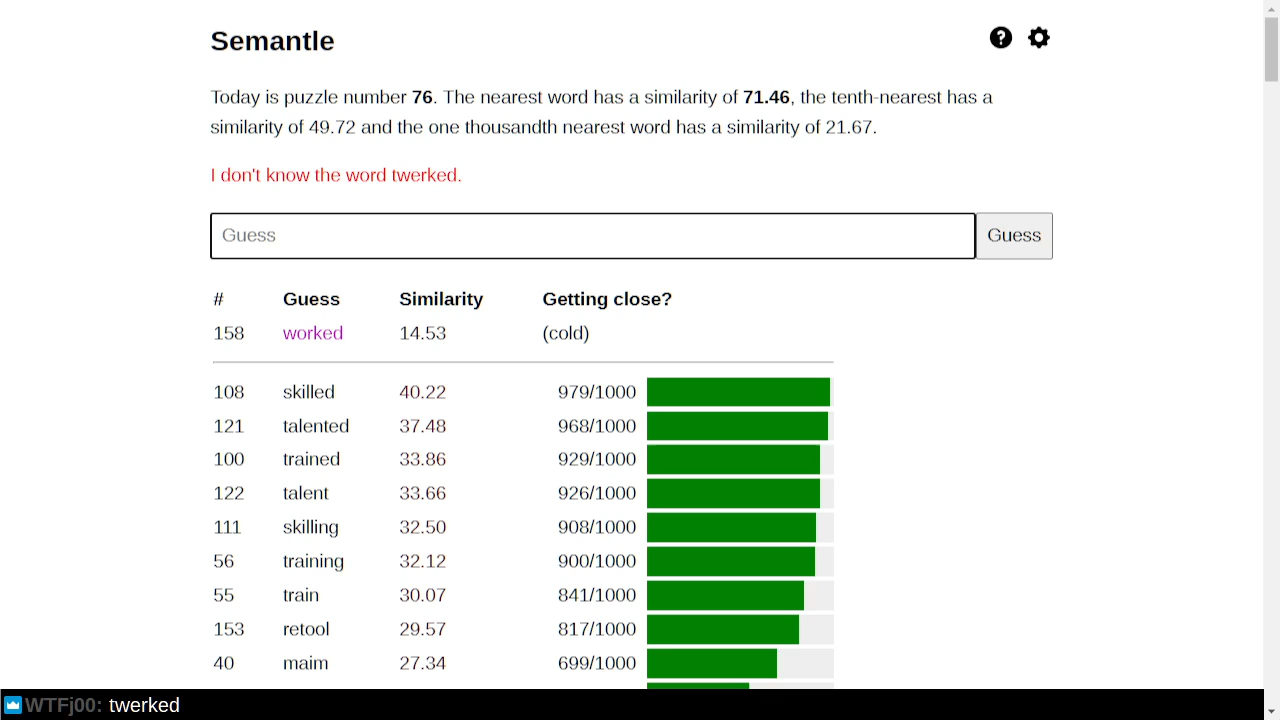 Semantle
Today is puzzle number 76. The nearest word has a similarity of 71.46, the tenth-nearest has a
similarity of 49.72 and the one thousandth nearest word has a similarity of 21.67.
I don't know the word twerked.
Guess Guess
# Guess Similarity Getting close?
158 worked 14.53 (cold)
108 skilled 40.22 979/1000
121 talented 37.48 968/1000
100 trained 33.86 929/1000
122 talent 33.66 926/1000
111 skilling 32.50 908/1000
56 training 32.12 900/1000
55 train 30.07 841/1000
153 retool 29.57 817/1000
40 maim 27.34 699/1000
WTFj00: twerked